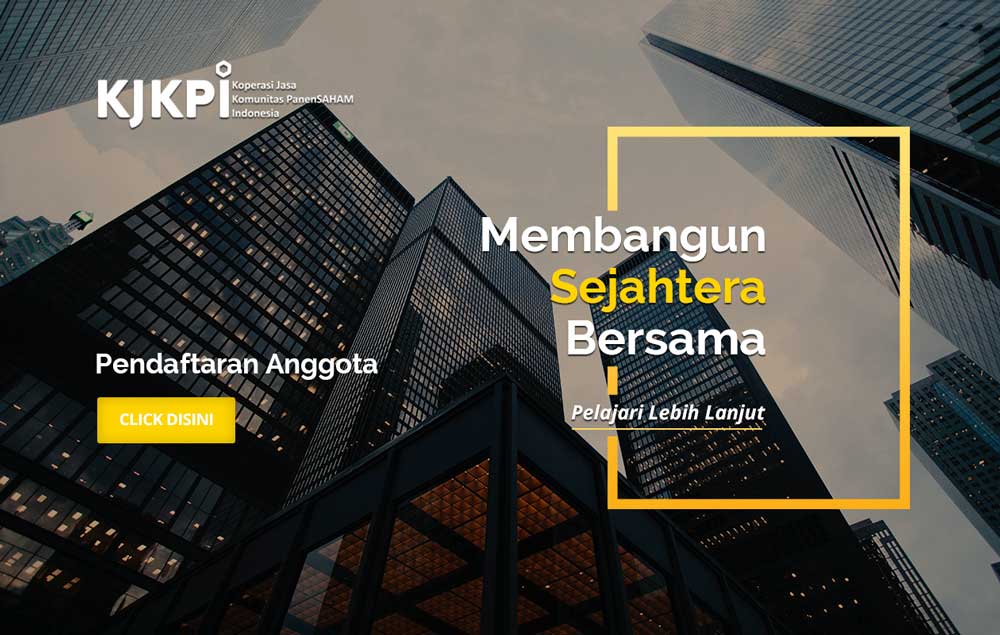 KJKPi
Koperasi Jasa
Komunitas PanenSAHAM
Indonesia
Membangun
Sejahtera
Bersama
Pelajari Lebih Lanjut
Pendaftaran Anggota
CLICK DISINI